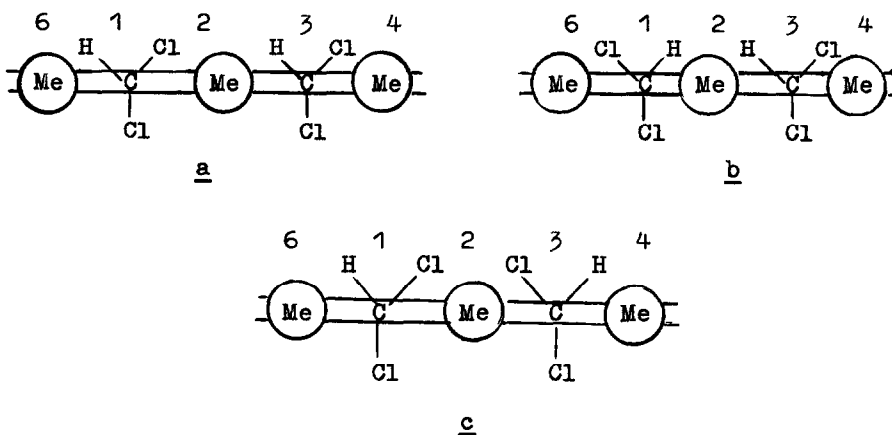 6 1 2 3 4
H Cl H Cl
Me C Me C Me
Cl Cl
a
6 1 2 3 4
Cl H H Cl
Me C Me C Me
Cl Cl
b
6 1 2 3 4
H Cl Cl H
Me C Me C Me
Cl Cl
c